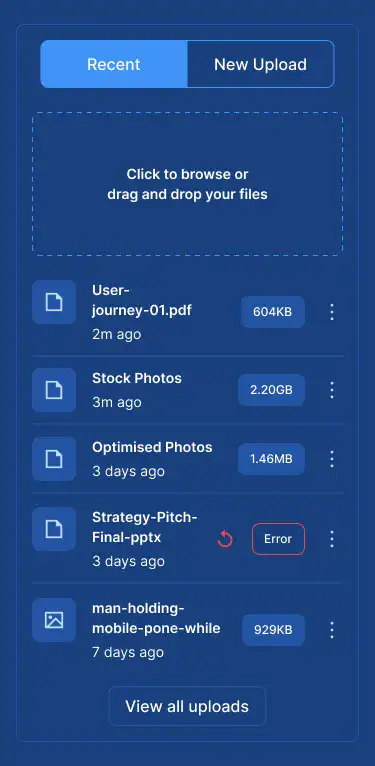 Recent
New Upload
Click to browse or
drag and drop your files
User-
journey-01.pdf
2m ago
604KB
Stock Photos
3m ago
2.20GB
Optimised Photos
3 days ago
1.46MB
Strategy-Pitch-
Final-pptx
3 days ago
Error
man-holding-
mobile-pone-while
7 days ago
929KB
View all uploads